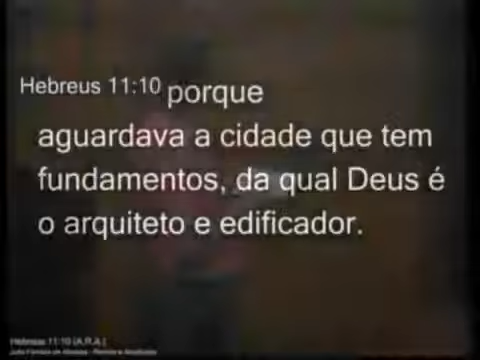 Hebreus 11:10 porque
aguardava a cidade que tem
fundamentos, da qual Deus é
o arquiteto e edificador.
Hebreus 11:10 (A.R.A.)